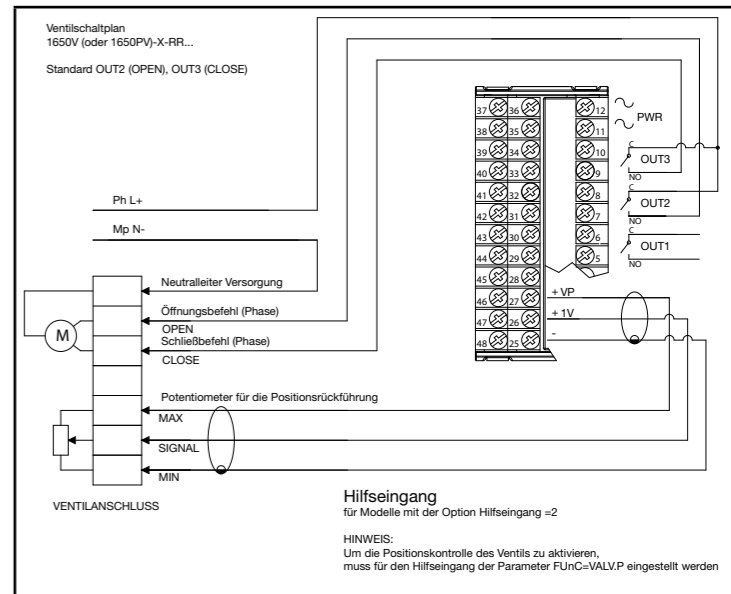 Ventilschaltplan
1650V (oder 1650PV)-X-RR...
Standard OUT2 (OPEN), OUT3 (CLOSE)
37 36 12
PWR
38 35 11
39 34 10
C
OUT3
40 33 9
NO
41 32 8
C
OUT2
42 31 7
NO
43 30 6
C
OUT1
44 29 5
NO
45 28
46 27
+ VP
47 26
+ 1V
48 25
-
Ph L+
Mp N-
Neutralleiter Versorgung
Öffnungsbefehl (Phase)
OPEN
M
Schließbefehl (Phase)
CLOSE
Potentiometer für die Positionsrückführung
MAX
SIGNAL
MIN
VENTILANSCHLUSS
Hilfseingang
für Modelle mit der Option Hilfseingang =2
HINWEIS:
Um die Positionskontrolle des Ventils zu aktivieren,
muss für den Hilfseingang der Parameter FUnC=VALV.P eingestellt werden